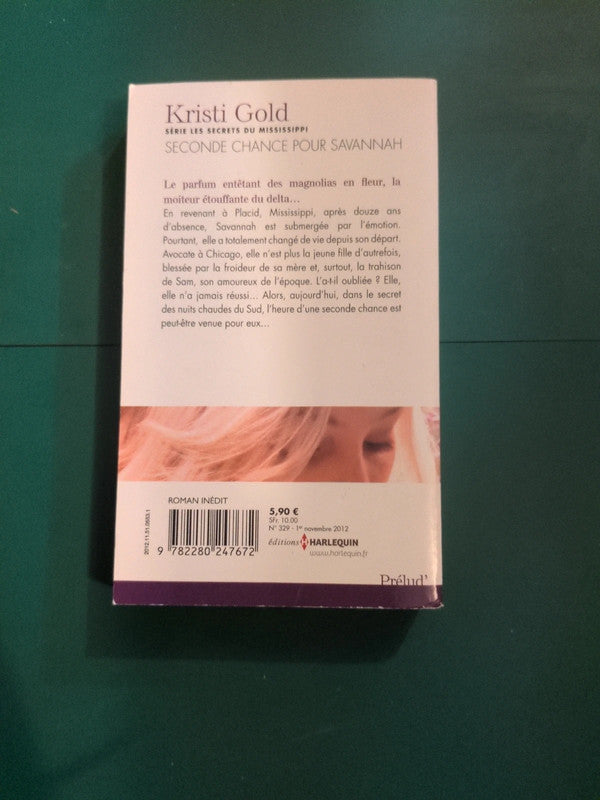 Kristi Gold
SÉRIE LES SECRETS DU MISSISSIPPI
SECONDE CHANCE POUR SAVANNAH
Le parfum entêtant des magnolias en fleur, la
moiteur étouffante du delta...
En revenant à Placid, Mississippi, après douze ans
d'absence, Savannah est submergée par l'émotion.
Pourtant, elle a totalement changé de vie depuis son départ.
Avocate à Chicago, elle n'est plus la jeune fille d'autrefois,
blessée par la froideur de sa mère et, surtout, la trahison
de Sam, son amoureux de l'époque. L'a-t-il oubliée ? Elle,
elle n'a jamais réussi... Alors, aujourd'hui, dans le secret
des nuits chaudes du Sud, l'heure d'une seconde chance est
peut-être venue pour eux...
ROMAN INÉDIT
2012.11.51.0653.1
9 782280 247672
5,90 €
SFr. 10.00
N° 329 - 1er novembre 2012
éditions HARLEQUIN
www.harlequin.fr
Prélud'